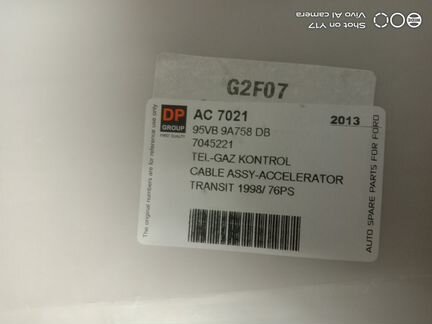 Shot on Y17
Vivo AI camera
G2F07
DP
GROUP
AC 7021
2013
95VB 9A758 DB
7045221
TEL-GAZ KONTROL
CABLE ASSY-ACCELERATOR
TRANSIT 1998/ 76PS
The original numbers are for reference use only
AUTO SPARE PARTS FOR FORD